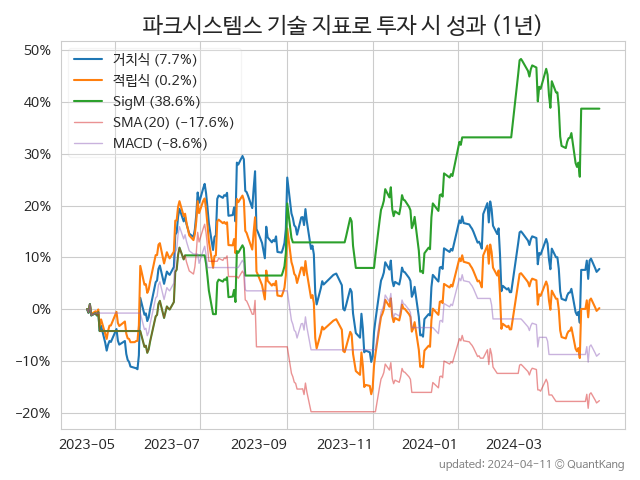 파크시스템스 기술 지표로 투자 시 성과 (1년)
50%
40%
30%
20%
10%
0%
−10%
−20%
거치식 (7.7%)
적립식 (0.2%)
SigM (38.6%)
SMA(20) (−17.6%)
MACD (−8.6%)
2023-05 2023-07 2023-09 2023-11 2024-01 2024-03
updated: 2024-04-11 © QuantKang